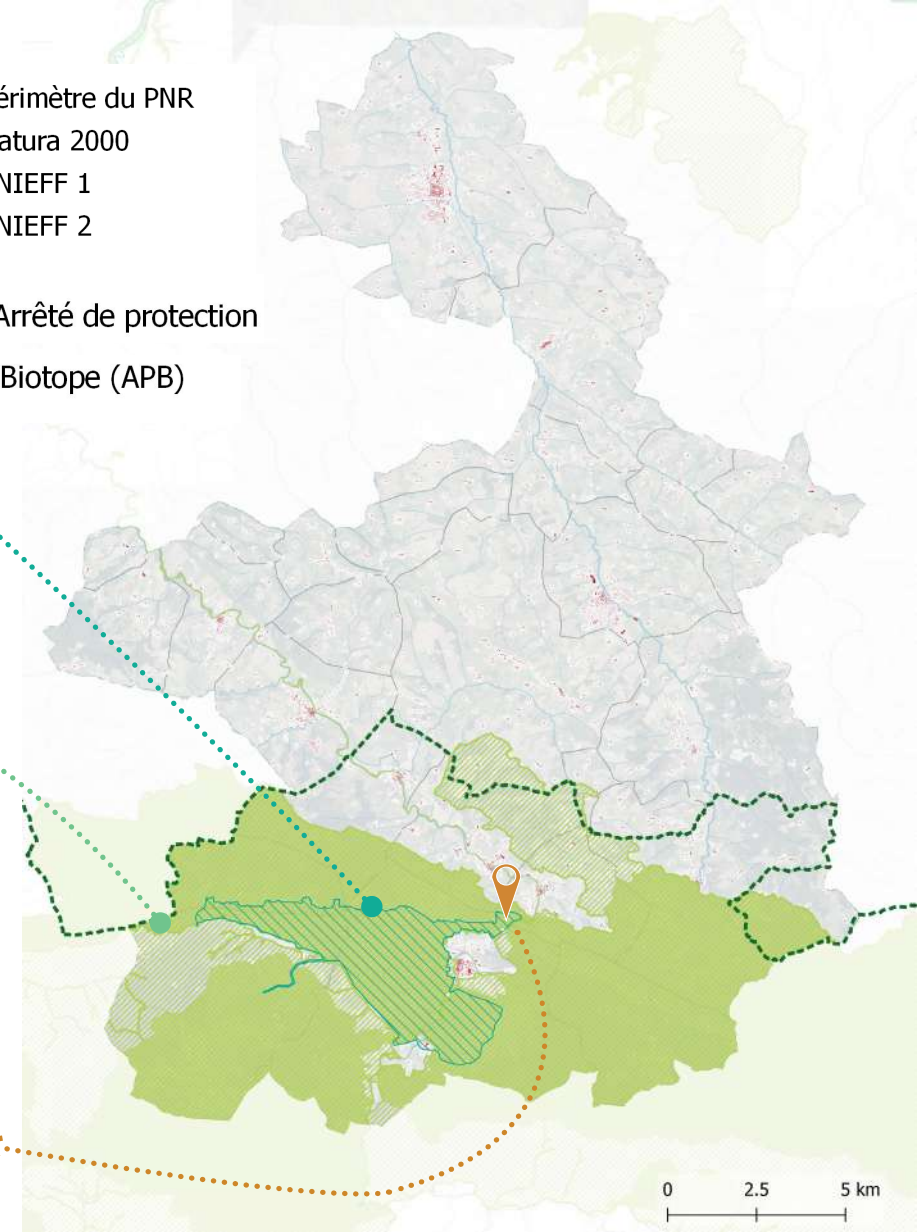 érimètre du PNR
atura 2000
NIEFF 1
NIEFF 2
Arrêté de protection
Biotope (APB)
0 2.5 5 km